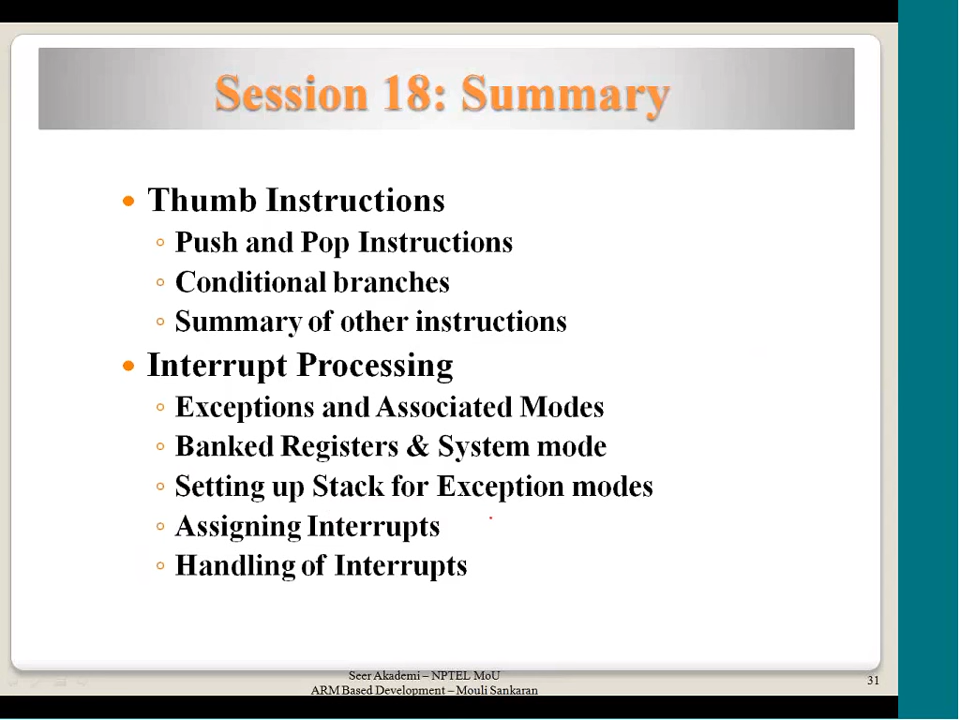 Session 18: Summary
• Thumb Instructions
◦ Push and Pop Instructions
◦ Conditional branches
◦ Summary of other instructions
• Interrupt Processing
◦ Exceptions and Associated Modes
◦ Banked Registers & System mode
◦ Setting up Stack for Exception modes
◦ Assigning Interrupts
◦ Handling of Interrupts
Seer Akademi – NPTEL MoU
ARM Based Development – Mouli Sankaran
31